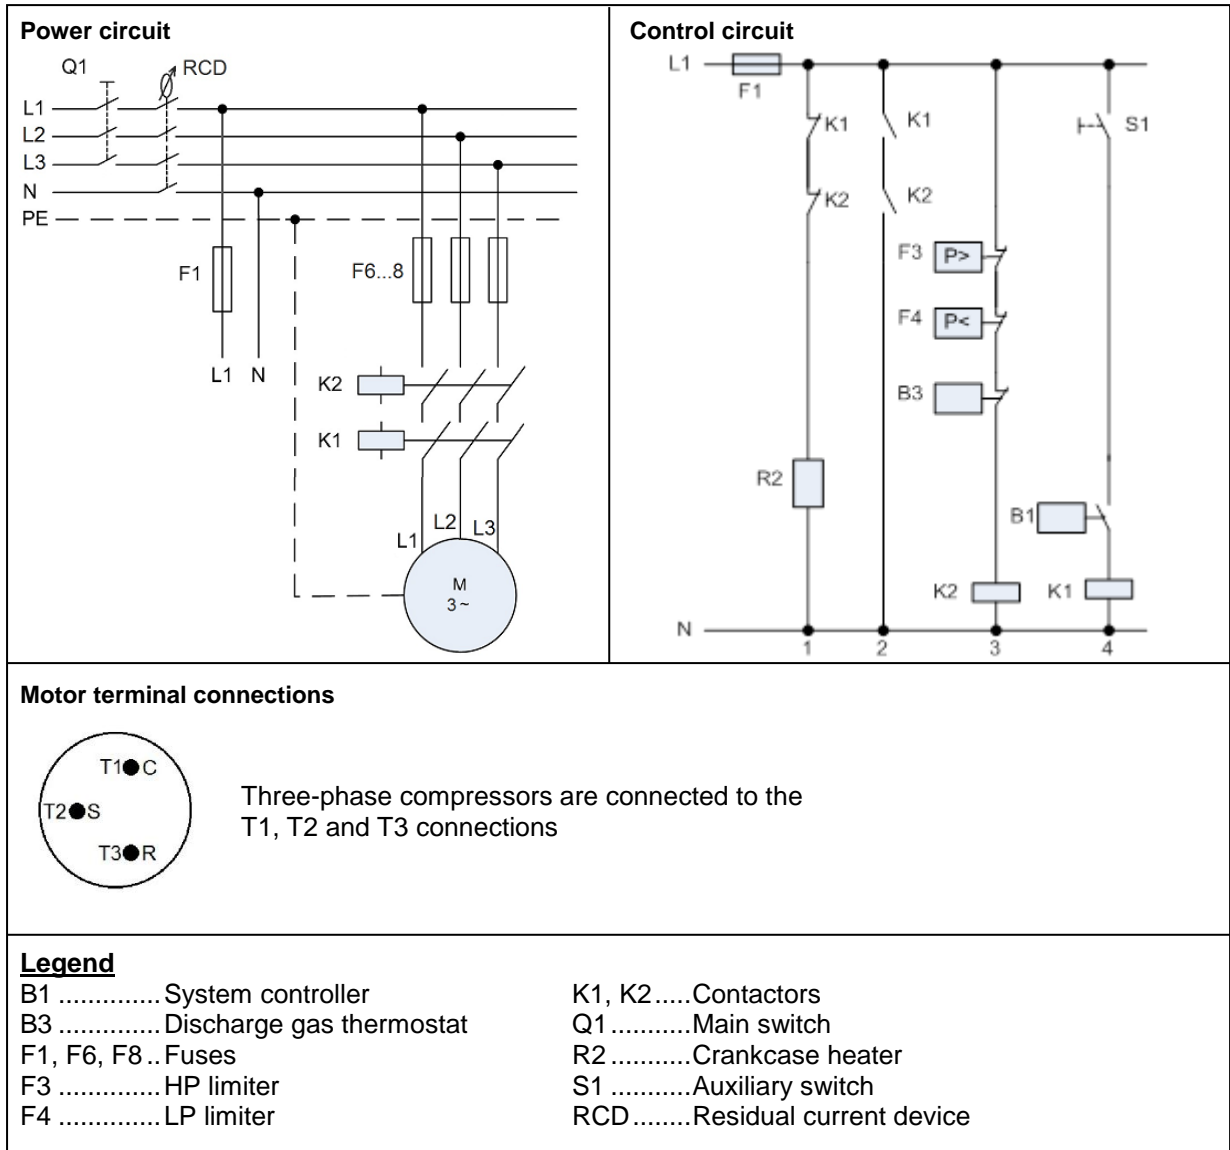 Power circuit
Q1
RCD
L1
L2
L3
N
PE
F1
F6...8
L1 N
K2
K1
L1
L2
L3
M
3 ~
Control circuit
L1
F1
K1
K1
S1
K2
K2
F3
P>
F4
P<
B3
R2
B1
K2
K1
N
1
2
3
4
Motor terminal connections
T1 C
T2 S
T3 R
Three-phase compressors are connected to the
T1, T2 and T3 connections
Legend
B1 ..............System controller
B3 ..............Discharge gas thermostat
F1, F6, F8 ..Fuses
F3 ..............HP limiter
F4 ..............LP limiter
K1, K2.....Contactors
Q1...........Main switch
R2...........Crankcase heater
S1 ...........Auxiliary switch
RCD........Residual current device